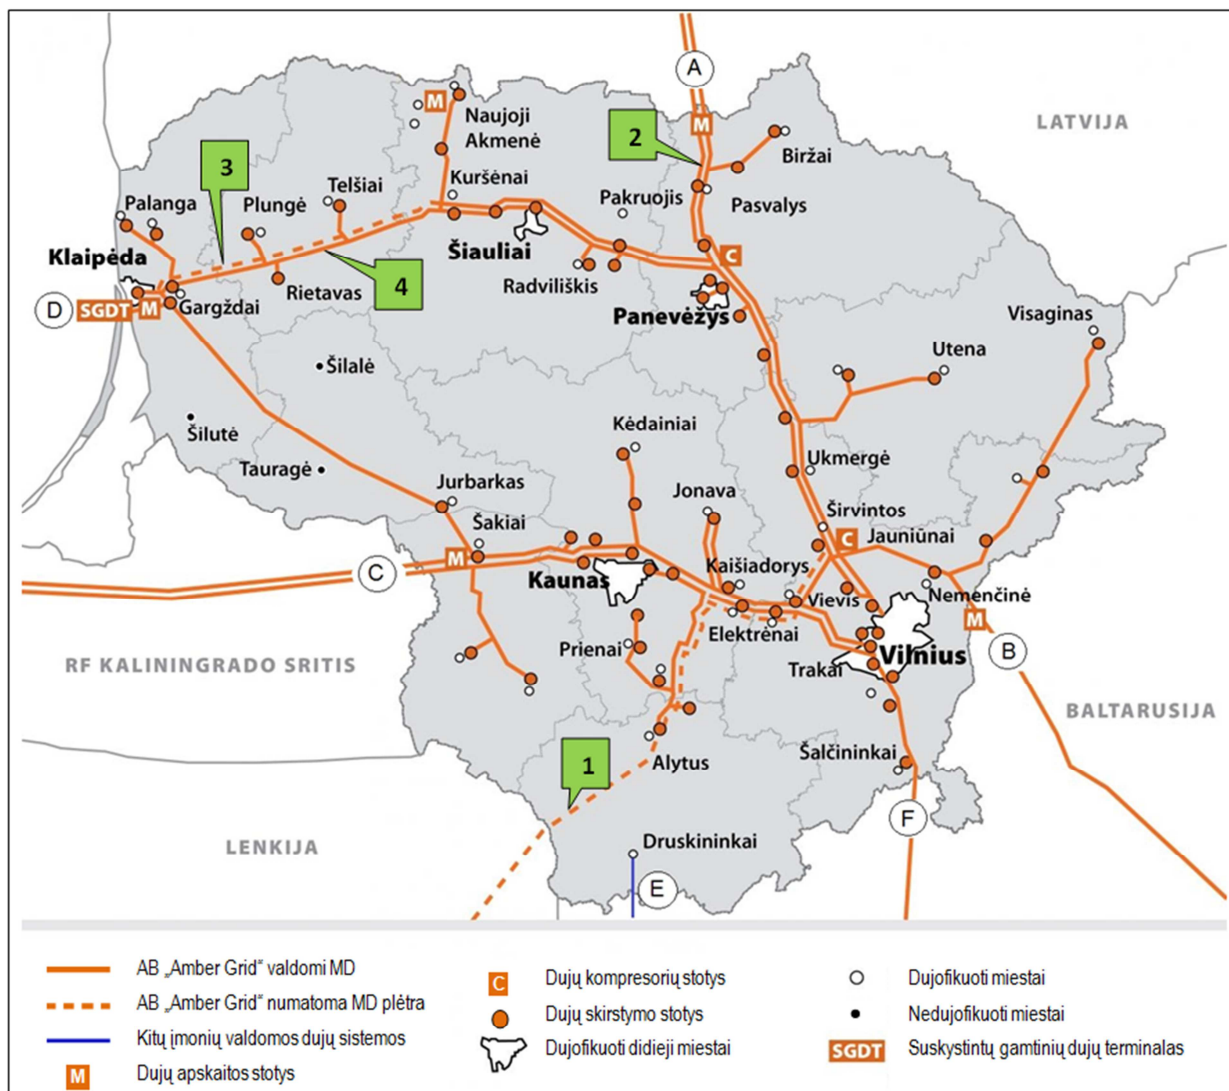 A
LATVIJA
M
M
Naujoji
Akmenė
2
Biržai
3
Telšiai
Kuršėnai
Pakruojis
Pasvalys
Palanga
Plungė
Klaipėda
Šiauliai
C
4
Radviliškis
D
SGDT
M
Gargždai
Rietavas
Panevėžys
Visaginas
Utena
Šilalė
Šilutė
Kėdainiai
Tauragė
Ukmergė
Jurbarkas
Jonava
Širvintos
Šakiai
C
Jauniūnai
M
C
Kaunas
Kaišiadorys
Vievis
Nemenčinė
M
Elektrėnai
Prienai
B
RF KALININGRADO SRITIS
Trakai
Vilnius
BALTARUSIJA
1
Alytus
Šalčininkai
F
LENKIJA
Druskininkai
E
AB „Amber Grid“ valdomi MD
AB „Amber Grid“ numatoma MD plėtra
Kitų įmonių valdomos dujų sistemos
M Dujų apskaitos stotys
C Dujų kompresorių stotys
Dujų skirstymo stotys
Dujofikuoti didieji miestai
Dujofikuoti miestai
Nedujofikuoti miestai
SGDT Suskystintų gamtinių dujų terminalas